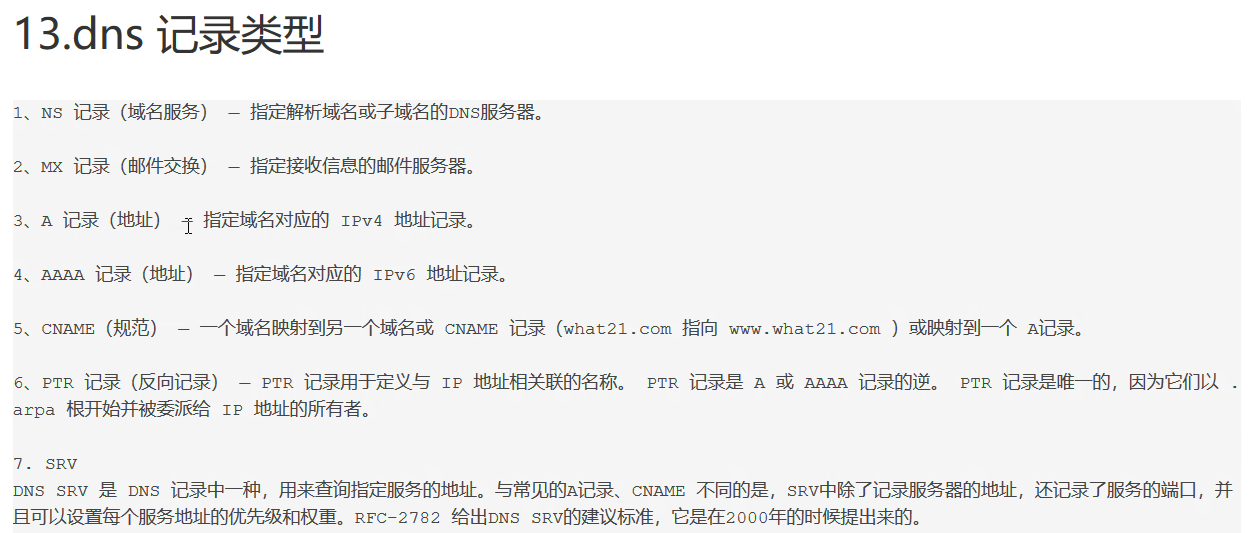 13.dns 记录类型
1、NS 记录（域名服务） — 指定解析域名或子域名的DNS服务器。
2、MX 记录（邮件交换） — 指定接收信息的邮件服务器。
3、A 记录（地址） — 指定域名对应的 IPv4 地址记录。
4、AAAA 记录（地址） — 指定域名对应的 IPv6 地址记录。
5、CNAME（规范） — 一个域名映射到另一个域名或 CNAME 记录（what21.com 指向 www.what21.com ）或映射到一个 A记录。
6、PTR 记录（反向记录） — PTR 记录用于定义与 IP 地址相关联的名称。 PTR 记录是 A 或 AAAA 记录的逆。 PTR 记录是唯一的，因为它们以 .
arpa 根开始并被委派给 IP 地址的所有者。
7. SRV
DNS SRV 是 DNS 记录中一种，用来查询指定服务的地址。与常见的A记录、CNAME 不同的是，SRV中除了记录服务器的地址，还记录了服务的端口，并
且可以设置每个服务地址的优先级和权重。RFC-2782 给出DNS SRV的建议标准，它是在2000年的时候提出来的。